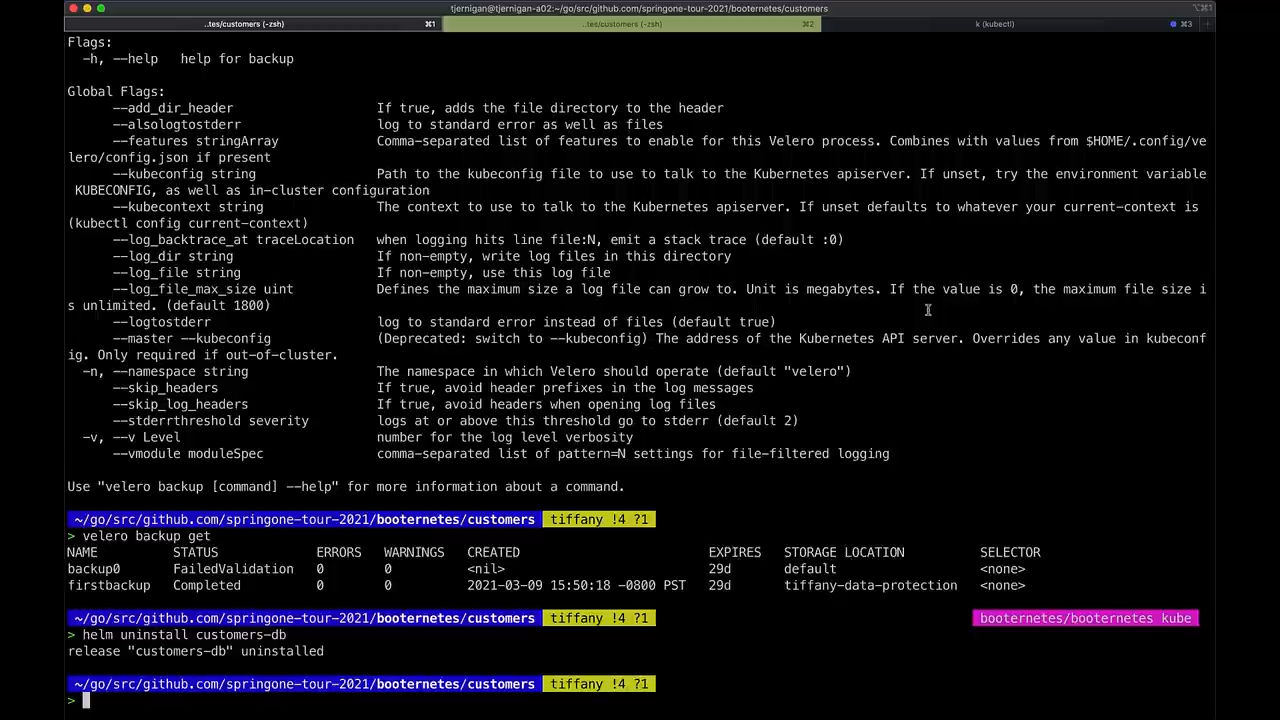 tjernigan@tjernigan-a02:~/go/src/github.com/springone-tour-2021/booternetes/customers
⌥⌘1
..tes/customers (-zsh) ⌘1 ..tes/customers (-zsh) ⌘2 k (kubectl) ⌘3 +
Flags:
-h, --help help for backup
Global Flags:
--add_dir_header If true, adds the file directory to the header
--alsologtostderr log to standard error as well as files
--features stringArray Comma-separated list of features to enable for this Velero process. Combines with values from $HOME/.config/ve
lero/config.json if present
--kubeconfig string Path to the kubeconfig file to use to talk to the Kubernetes apiserver. If unset, try the environment variable
KUBECONFIG, as well as in-cluster configuration
--kubecontext string The context to use to talk to the Kubernetes apiserver. If unset defaults to whatever your current-context is
(kubectl config current-context)
--log_backtrace_at traceLocation when logging hits line file:N, emit a stack trace (default :0)
--log_dir string If non-empty, write log files in this directory
--log_file string If non-empty, use this log file
--log_file_max_size uint Defines the maximum size a log file can grow to. Unit is megabytes. If the value is 0, the maximum file size i
s unlimited. (default 1800)
--logtostderr log to standard error instead of files (default true)
--master --kubeconfig (Deprecated: switch to --kubeconfig) The address of the Kubernetes API server. Overrides any value in kubeconf
ig. Only required if out-of-cluster.
-n, --namespace string The namespace in which Velero should operate (default "velero")
--skip_headers If true, avoid header prefixes in the log messages
--skip_log_headers If true, avoid headers when opening log files
--stderrthreshold severity logs at or above this threshold go to stderr (default 2)
-v, --v Level number for the log level verbosity
--vmodule moduleSpec comma-separated list of pattern=N settings for file-filtered logging
Use "velero backup [command] --help" for more information about a command.
~/go/src/github.com/springone-tour-2021/booternetes/customers tiffany !4 ?1
> velero backup get
NAME STATUS ERRORS WARNINGS CREATED EXPIRES STORAGE LOCATION SELECTOR
backup0 FailedValidation 0 0 <nil> 29d default <none>
firstbackup Completed 0 0 2021-03-09 15:50:18 -0800 PST 29d tiffany-data-protection <none>
~/go/src/github.com/springone-tour-2021/booternetes/customers tiffany !4 ?1 booternetes/booternetes kube
> helm uninstall customers-db
release "customers-db" uninstalled
~/go/src/github.com/springone-tour-2021/booternetes/customers tiffany !4 ?1
>